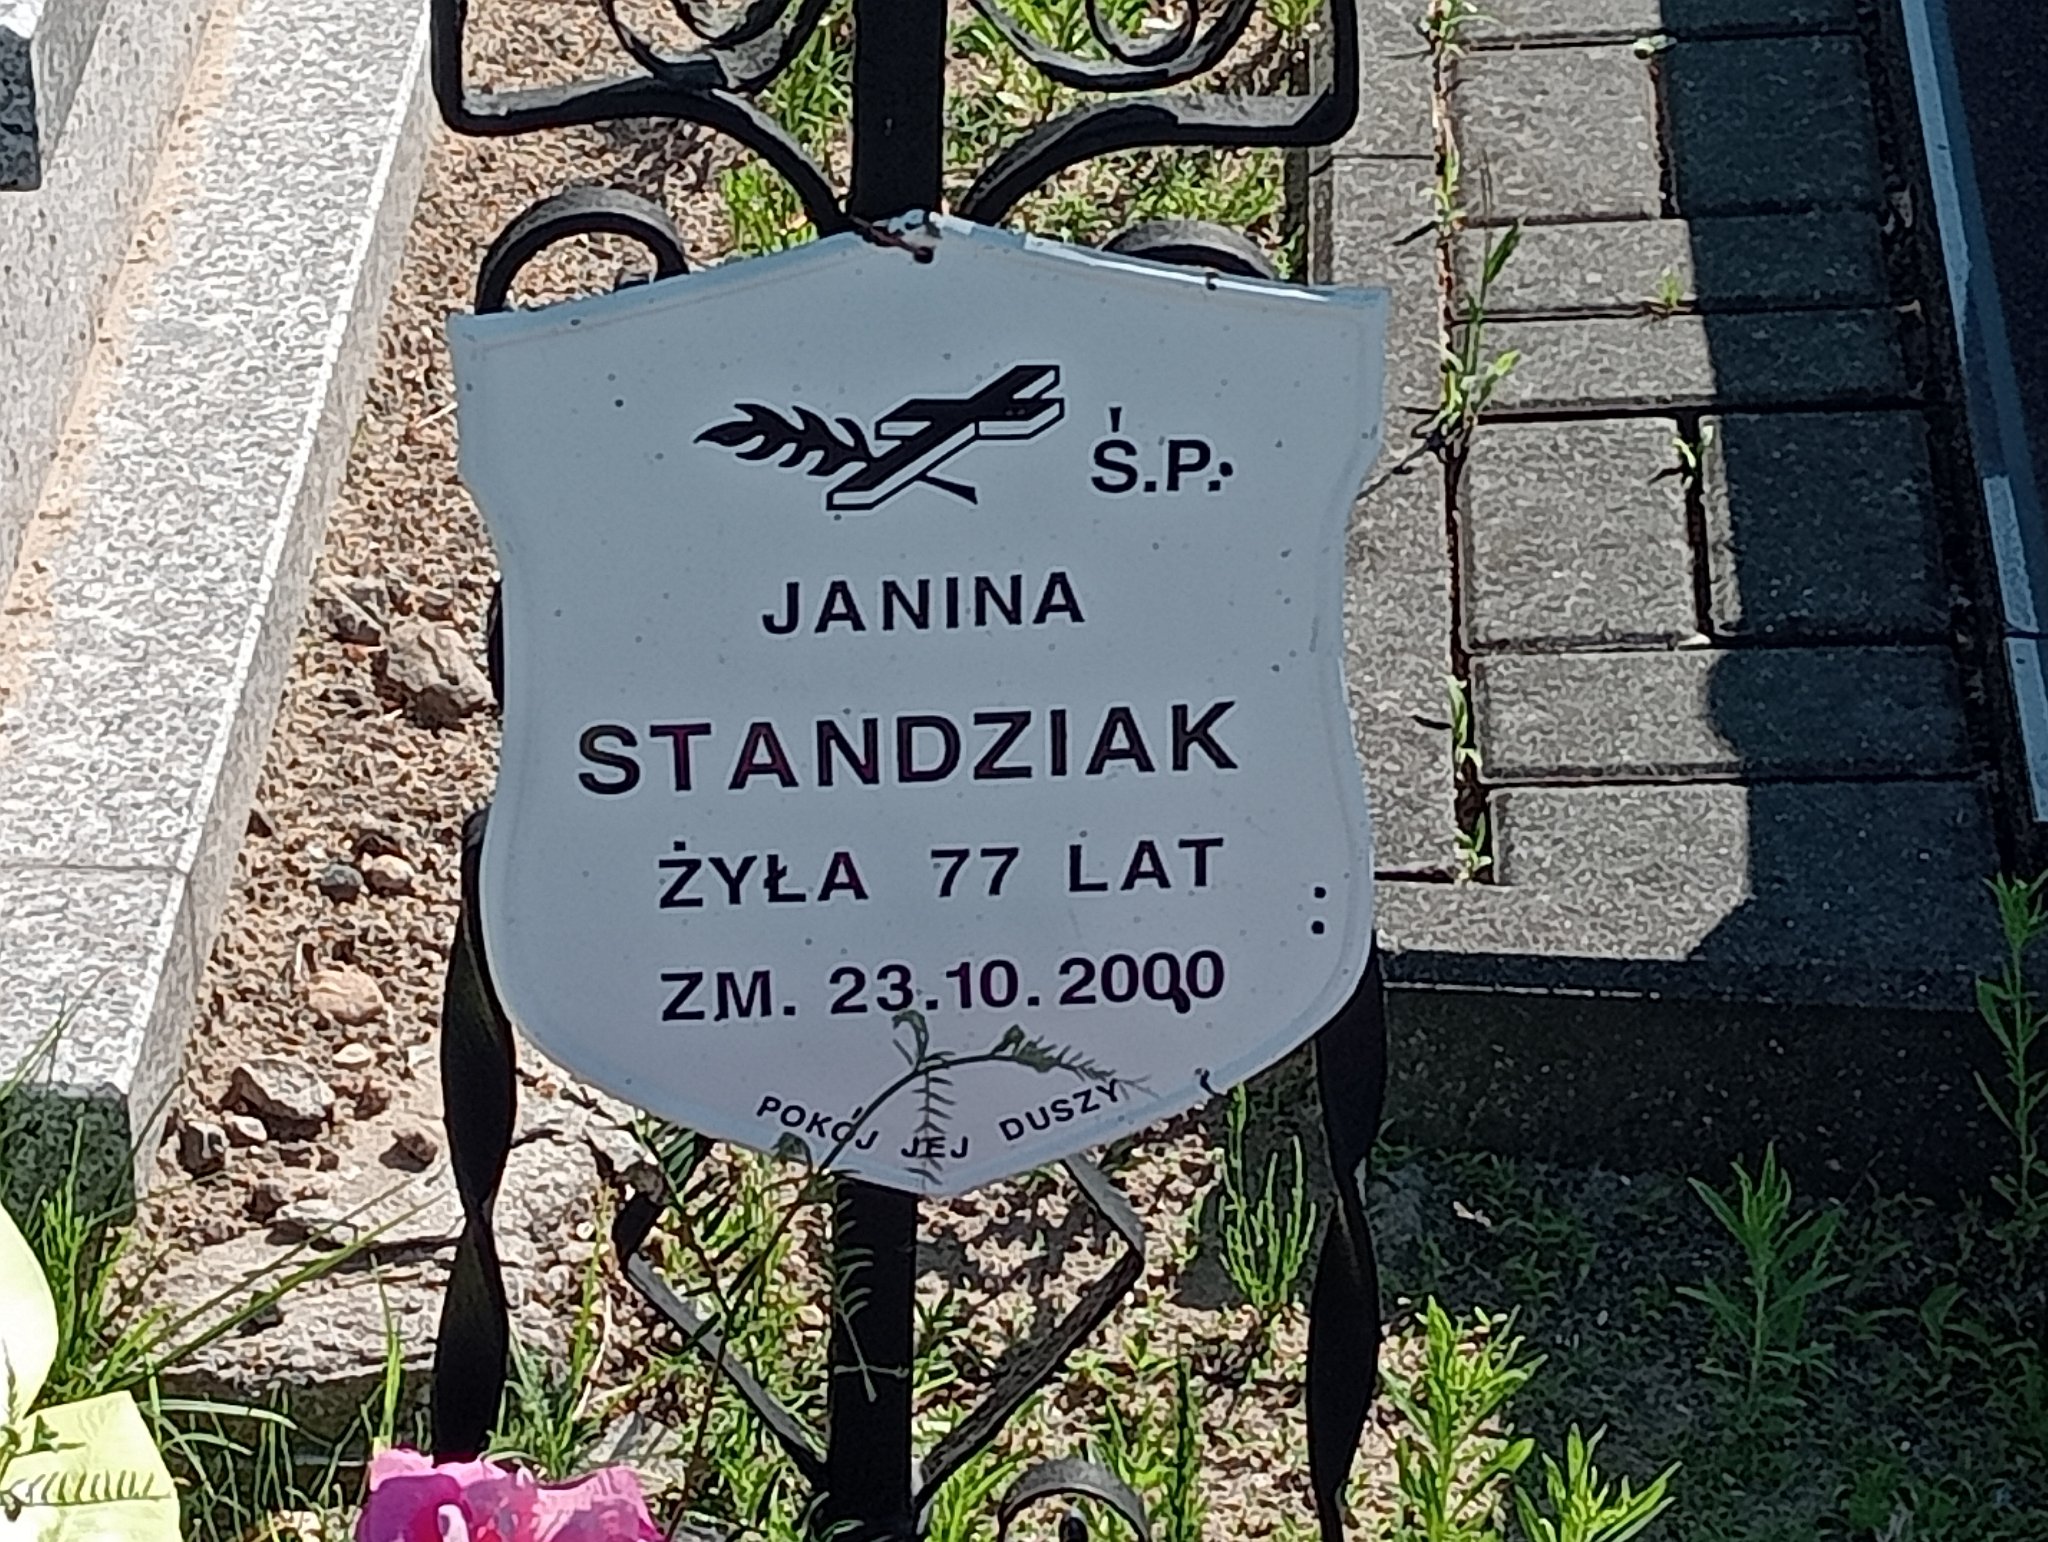 Ś.P.
JANINA
STANDZIAK
ŻYŁA 77 LAT
ZM. 23.10.2000
POKÓJ JEJ DUSZY